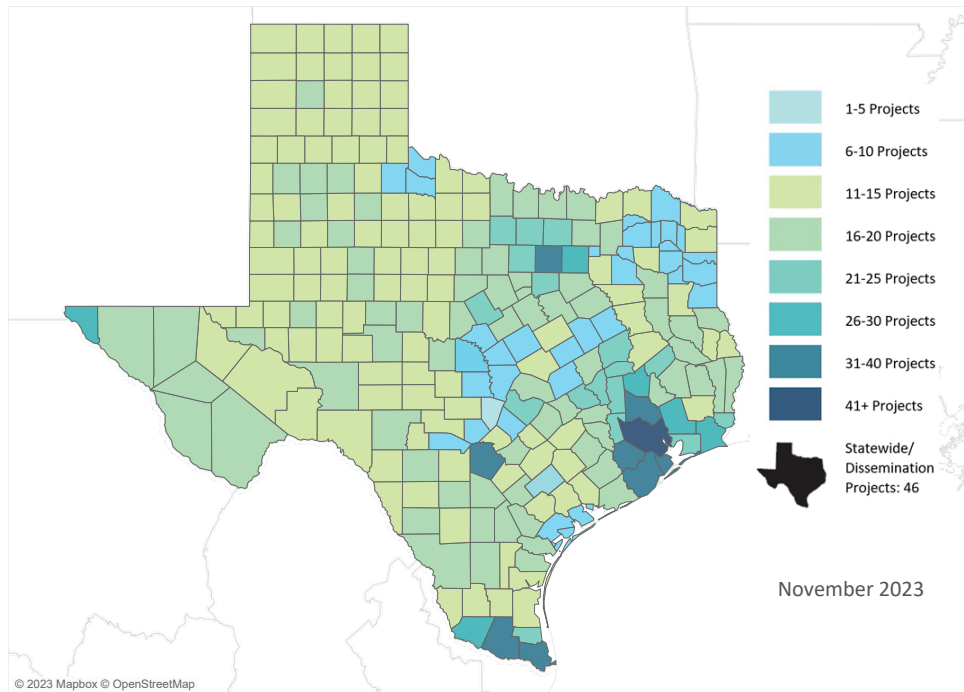 1-5 Projects
6-10 Projects
11-15 Projects
16-20 Projects
21-25 Projects
26-30 Projects
31-40 Projects
41+ Projects
Statewide/
Dissemination
Projects: 46
November 2023
© 2023 Mapbox © OpenStreetMap